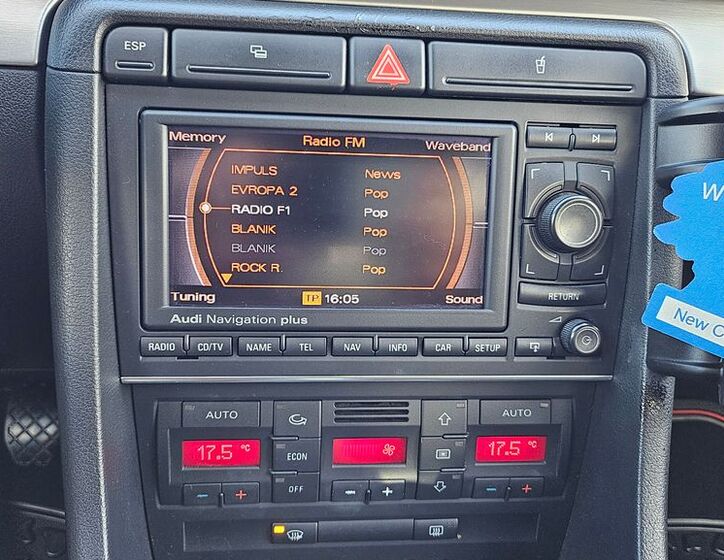 ESP
Memory Radio FM Waveband
IMPULS News
EVROPA 2 Pop
RADIO F1 Pop
BLANIK Pop
BLANIK Pop
ROCK R. Pop
Tuning TP 16:05 Sound
Audi Navigation plus
RETURN
RADIO CD/TV NAME TEL NAV INFO CAR SETUP
AUTO AUTO
17.5 °C 17.5 °C
ECON
OFF
W
New C